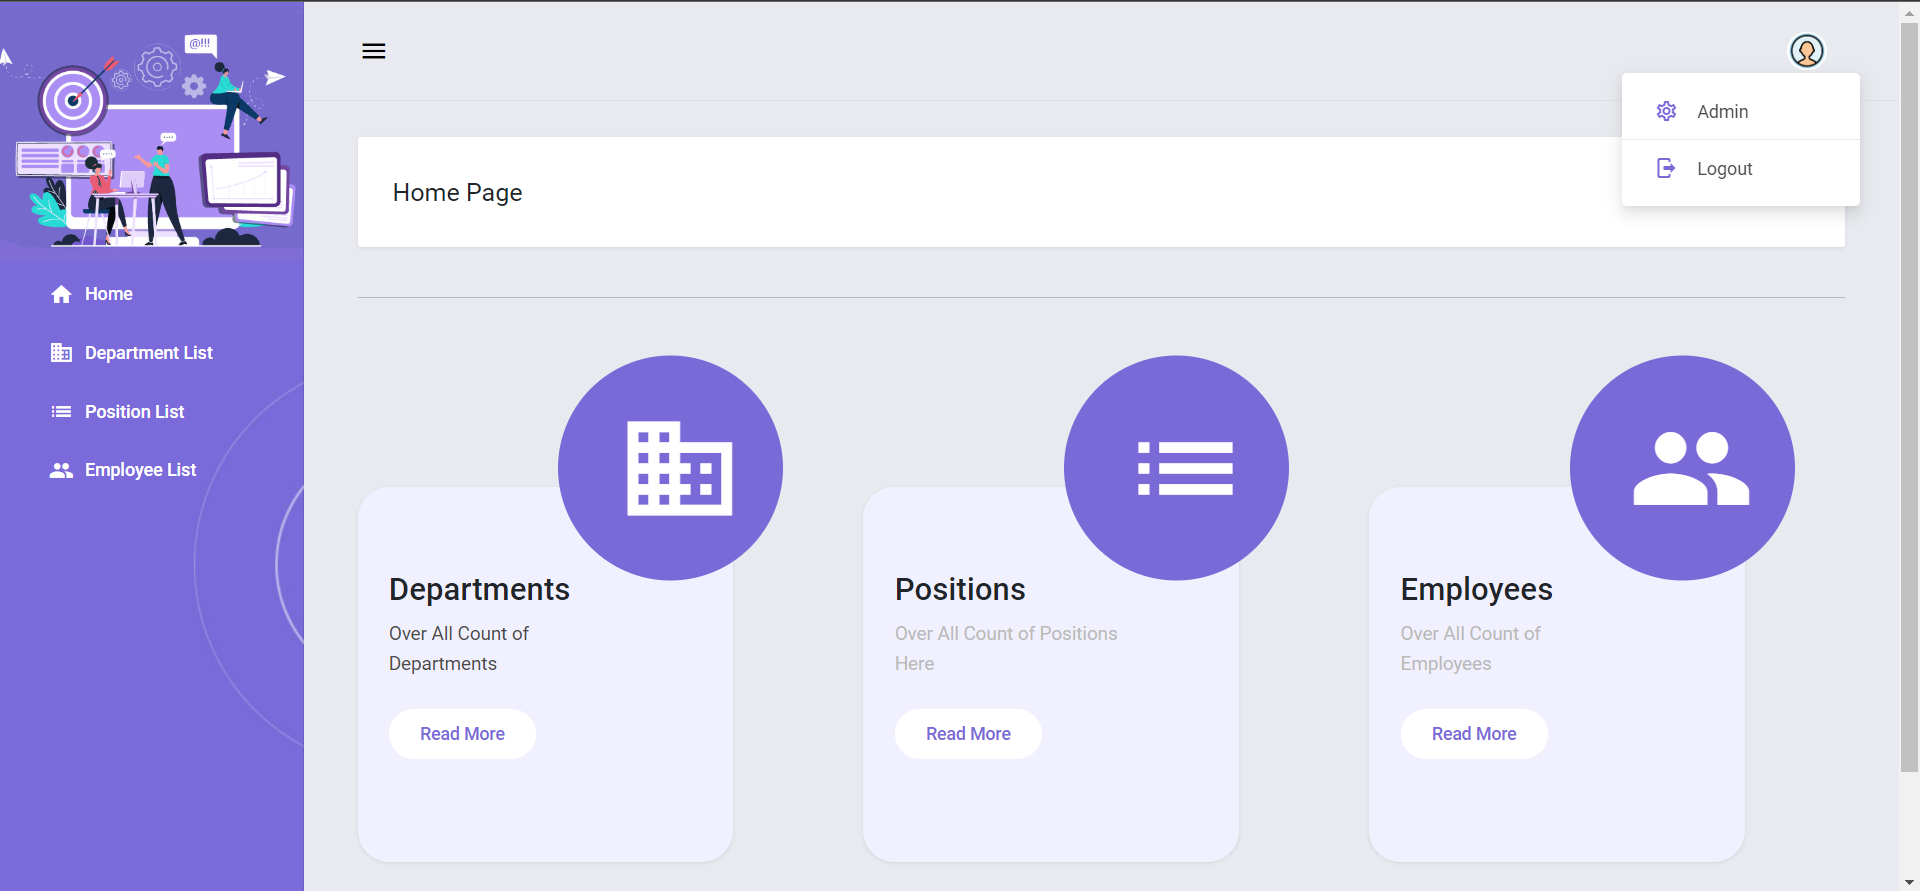 @!!!
Home
Department List
Position List
Employee List
Admin
Logout
Home Page
Departments
Over All Count of
Departments
Read More
Positions
Over All Count of Positions
Here
Read More
Employees
Over All Count of
Employees
Read More